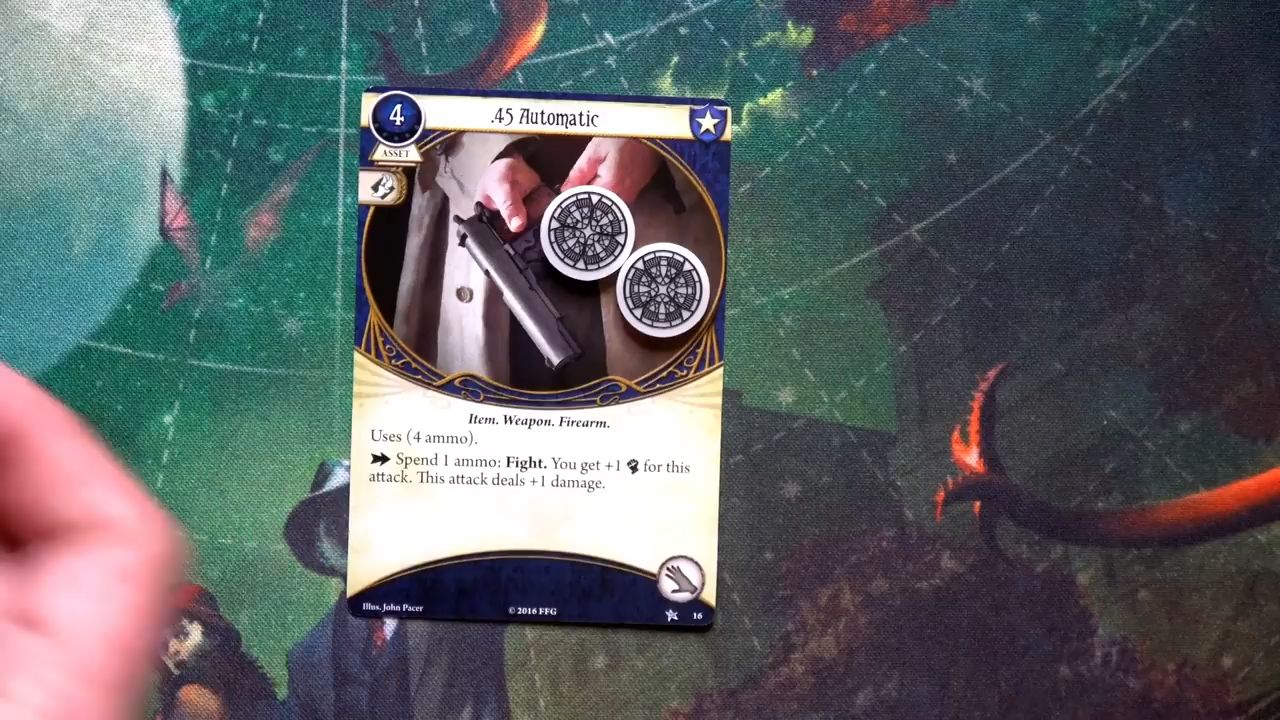 4
.45 Automatic
ASSET
Item. Weapon. Firearm.
Uses (4 ammo).
Spend 1 ammo: Fight. You get +1 for this
attack. This attack deals +1 damage.
Illus. John Pacer
© 2016 FFG
16